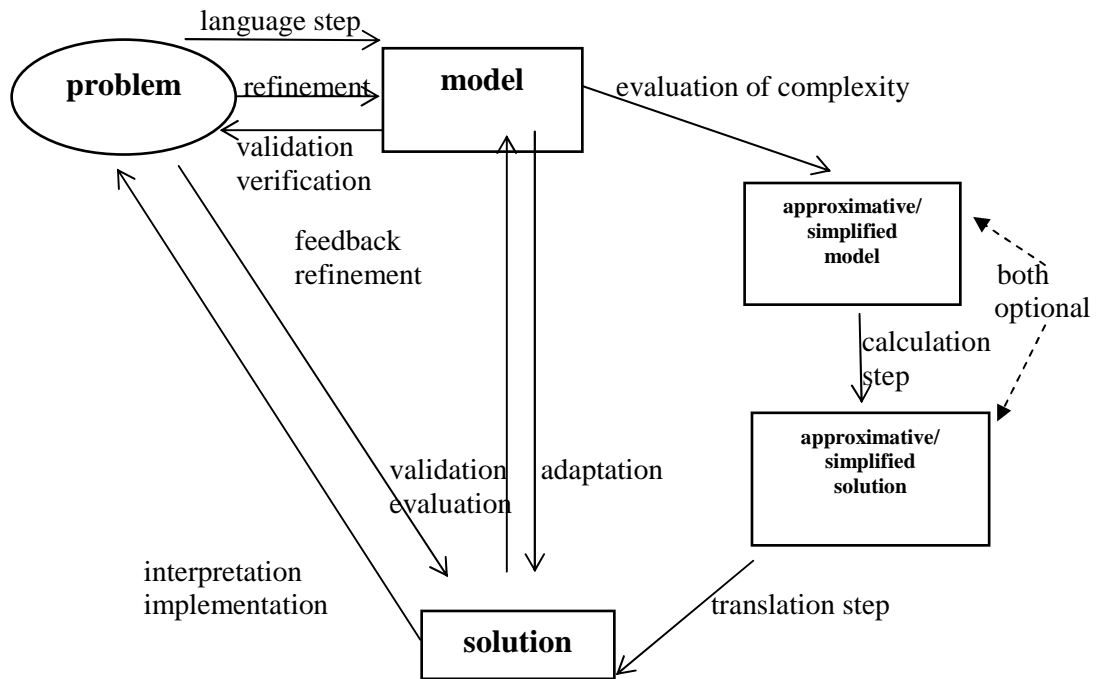 language step
problem
refinement
model
evaluation of complexity
validation
verification
approximative/
simplified
model
feedback
refinement
both
optional
calculation
step
approximative/
simplified
solution
validation
evaluation
adaptation
interpretation
implementation
translation step
solution